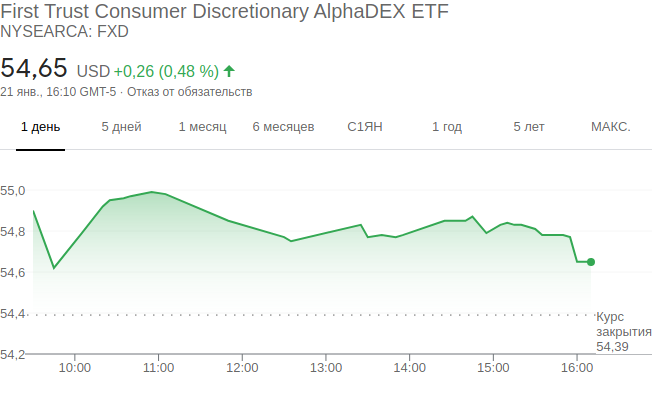 First Trust Consumer Discretionary AlphaDEX ETF
NYSEARCA: FXD
54,65 USD +0,26 (0,48 %)
21 янв., 16:10 GMT-5 · Отказ от обязательств
1 день 5 дней 1 месяц 6 месяцев С1ЯН 1 год 5 лет МАКС.
55,0
54,8
54,6
54,4
Курс
закрытия
54,39
54,2
10:00 11:00 12:00 13:00 14:00 15:00 16:00